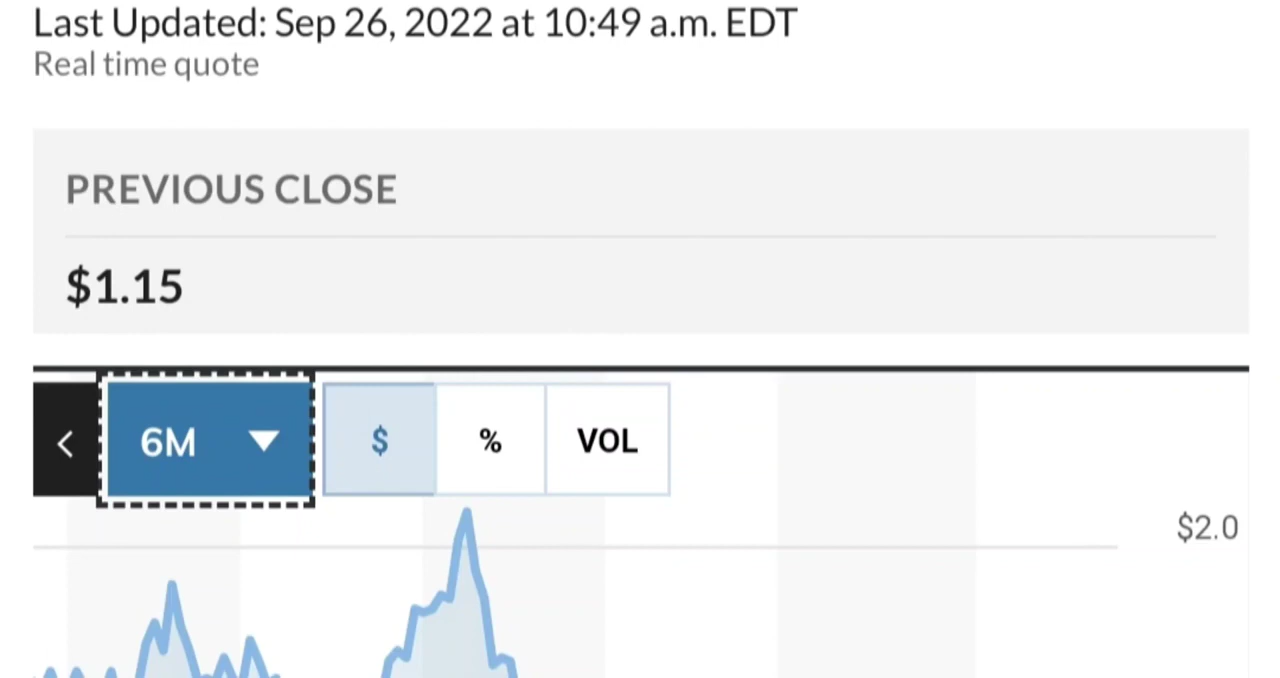 Last Updated: Sep 26, 2022 at 10:49 a.m. EDT
Real time quote
PREVIOUS CLOSE
$1.15
6M $ % VOL
$2.0